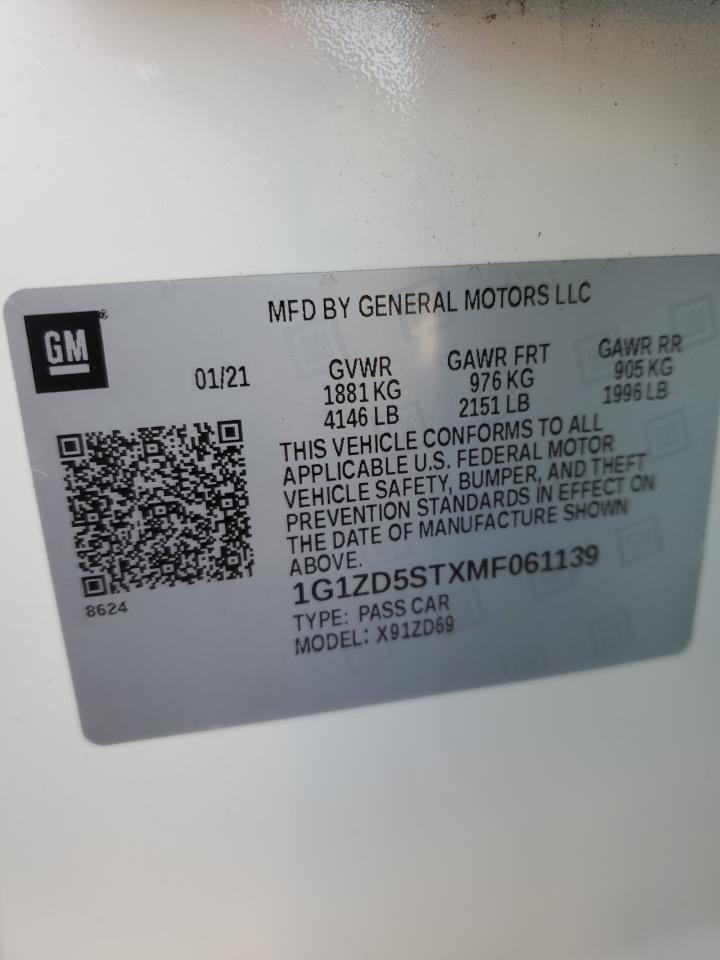 MFD BY GENERAL MOTORS LLC
GM
01/21
GVWR
1881 KG
4146 LB
GAWR FRT
976 KG
2151 LB
GAWR RR
905 KG
1996 LB
THIS VEHICLE CONFORMS TO ALL
APPLICABLE U.S. FEDERAL MOTOR
VEHICLE SAFETY, BUMPER, AND THEFT
PREVENTION STANDARDS IN EFFECT ON
THE DATE OF MANUFACTURE SHOWN
ABOVE.
1G1ZD5STXMF061139
TYPE: PASS CAR
MODEL: X91ZD69
8624